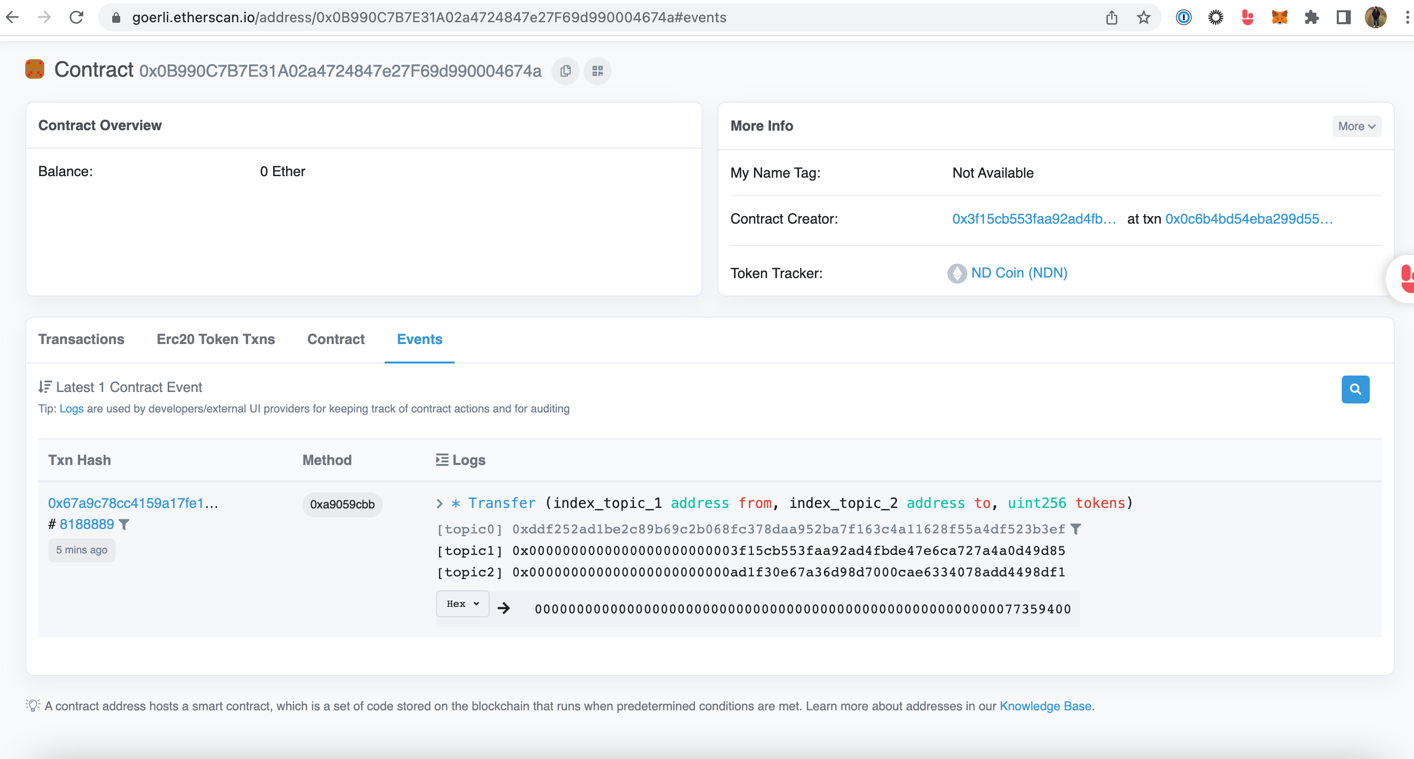 goerli.etherscan.io/address/0x0B990C7B7E31A02a4724847e27F69d990004674a#events
Contract 0x0B990C7B7E31A02a4724847e27F69d990004674a
Contract Overview
Balance: 0 Ether
More Info
More
My Name Tag: Not Available
Contract Creator: 0x3f15cb553faa92ad4fb... at txn 0x0c6b4bd54eba299d55...
Token Tracker: ND Coin (NDN)
Transactions Erc20 Token Txns Contract Events
Latest 1 Contract Event
Tip: Logs are used by developers/external UI providers for keeping track of contract actions and for auditing
Txn Hash Method Logs
0x67a9c78cc4159a17fe1... 0xa9059cbb > * Transfer (index_topic_1 address from, index_topic_2 address to, uint256 tokens)
# 8188889
5 mins ago
[topic0] 0xddf252ad1be2c89b69c2b068fc378daa952ba7f163c4a11628f55a4df523b3ef
[topic1] 0x0000000000000000000000003f15cb553faa92ad4fbde47e6ca727a4a0d49d85
[topic2] 0x000000000000000000000000ad1f30e67a36d98d7000cae6334078add4498df1
Hex → 0000000000000000000000000000000000000000000000000000000077359400
A contract address hosts a smart contract, which is a set of code stored on the blockchain that runs when predetermined conditions are met. Learn more about addresses in our Knowledge Base.